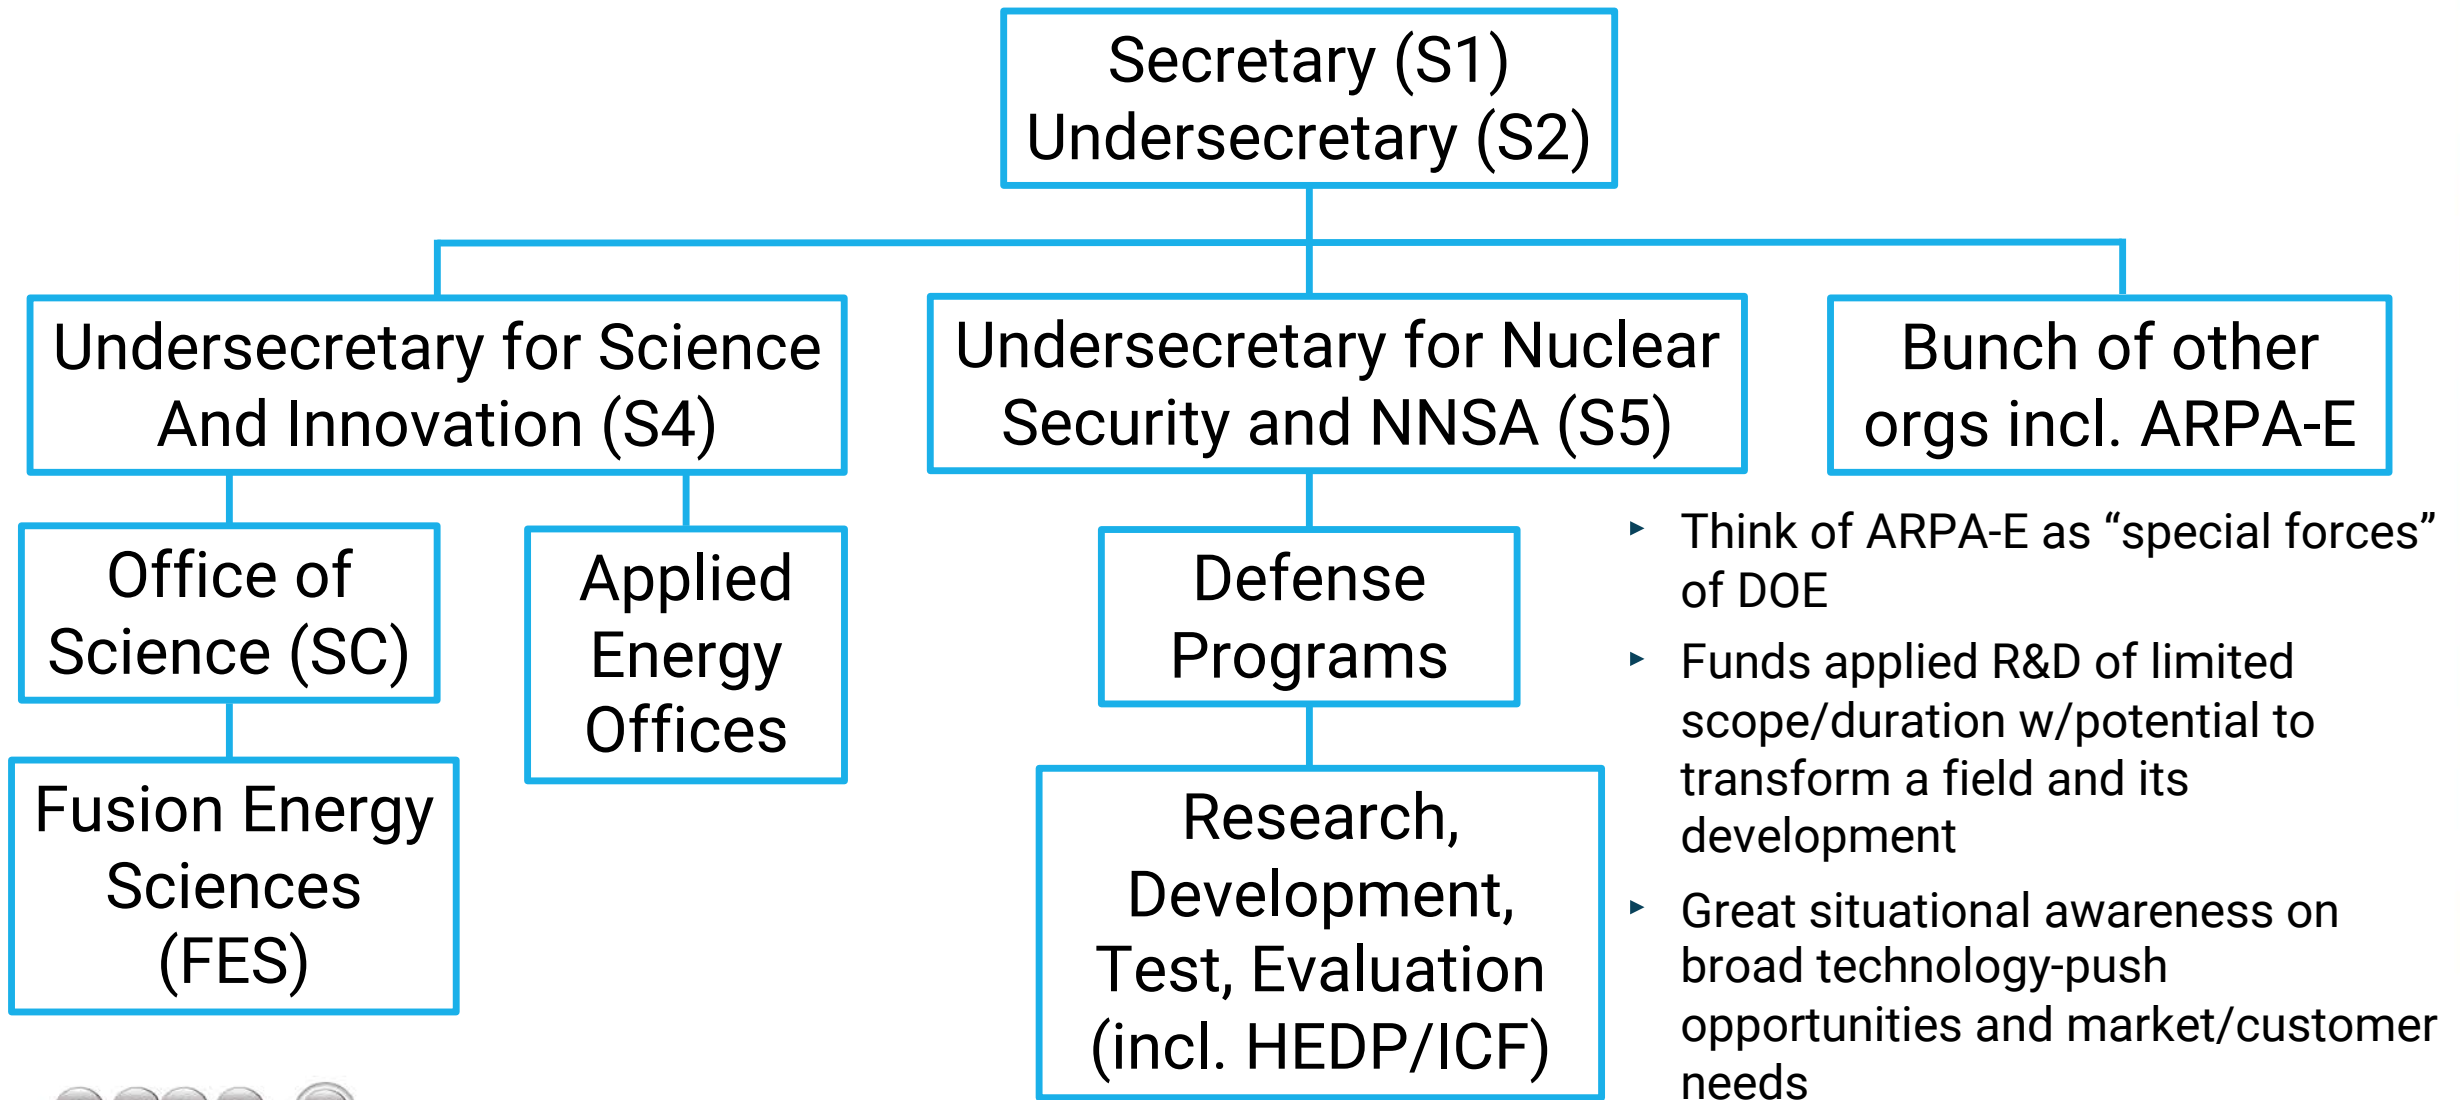 Secretary (S1)
Undersecretary (S2)
Undersecretary for Science
And Innovation (S4)
Undersecretary for Nuclear
Security and NNSA (S5)
Bunch of other
orgs incl. ARPA-E
Office of
Science (SC)
Applied
Energy
Offices
Defense
Programs
Fusion Energy
Sciences
(FES)
Research,
Development,
Test, Evaluation
(incl. HEDP/ICF)
► Think of ARPA-E as “special forces”
of DOE
► Funds applied R&D of limited
scope/duration w/potential to
transform a field and its
development
► Great situational awareness on
broad technology-push
opportunities and market/customer
needs